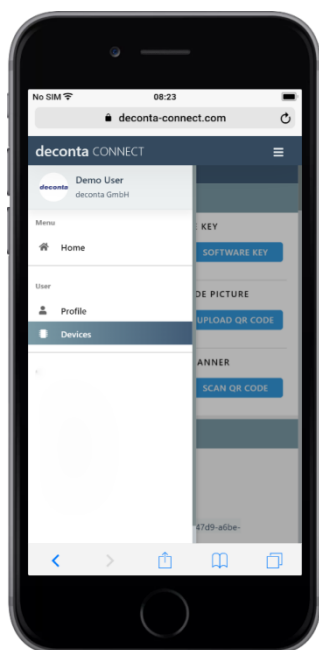 No SIM 08:23
deconta-connect.com
deconta CONNECT
deconta Demo User
deconta GmbH
Menu
KEY
Home
SOFTWARE KEY
User
DE PICTURE
Profile
UPLOAD QR CODE
Devices
ANNER
SCAN QR CODE
47d9-a6be-